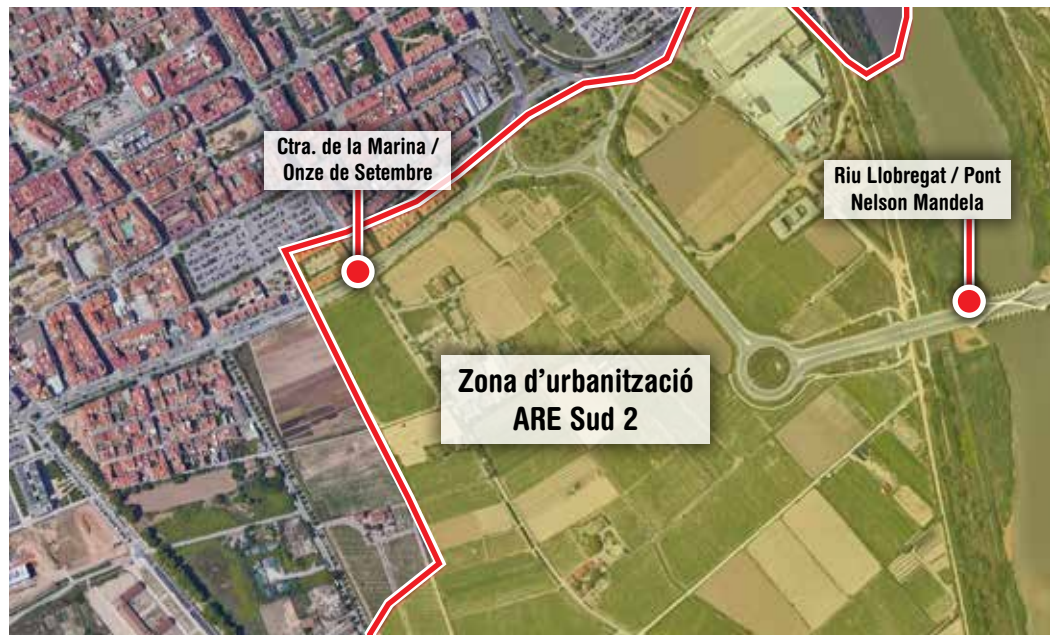 Ctra. de la Marina /
Onze de Setembre
Riu Llobregat / Pont
Nelson Mandela
Zona d’urbanització
ARE Sud 2